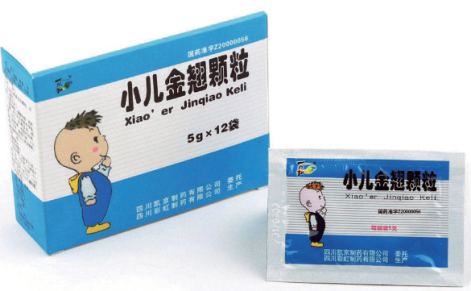 国药准字Z20000056
小儿金翘颗粒
Xiao'er Jinqiao Keli
5g×12袋
四川凯京制药有限公司 委托
四川彩虹制药有限公司 生产
小儿金翘颗粒
Xiao'er Jinqiao Keli
国药准字Z20000056
每袋装5克
四川凯京制药有限公司 委托
四川彩虹制药有限公司 生产